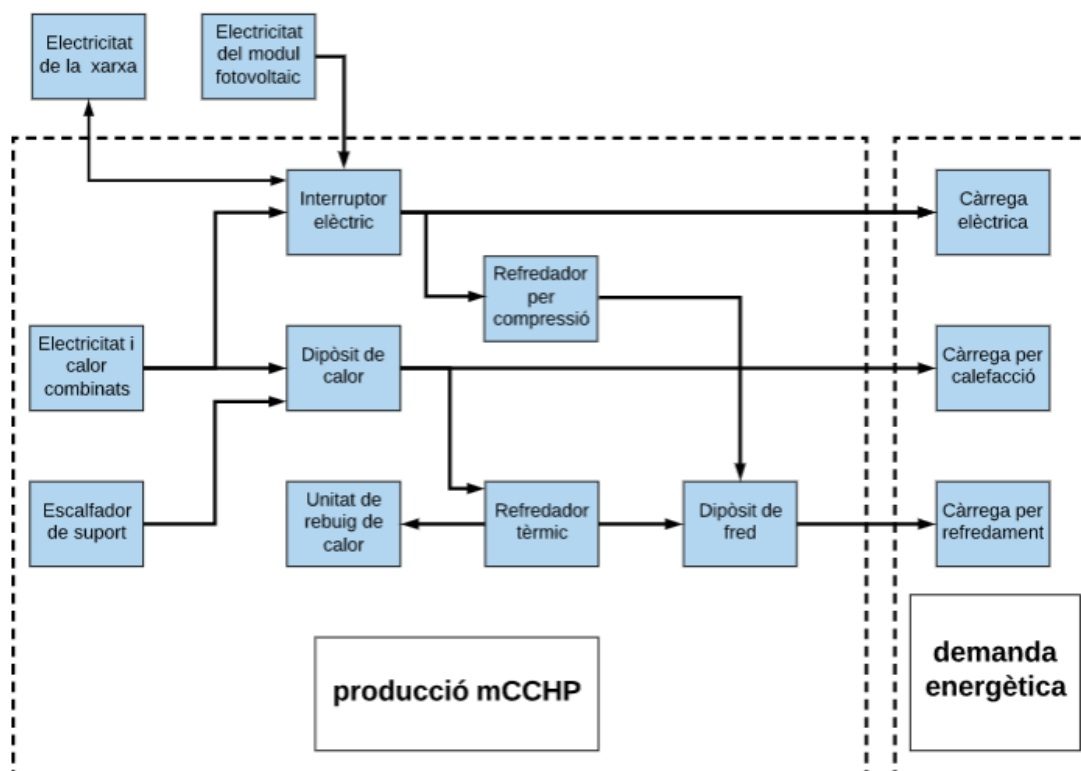 Electricitat
de la xarxa
Electricitat
del modul
fotovoltaic
Interruptor
elèctric
Càrrega
elèctrica
Refredador
per
compressió
Electricitat i
calor
combinats
Dipòsit de
calor
Càrrega per
calefacció
Escalfador
de suport
Unitat de
rebuig de
calor
Refredador
tèrmic
Dipòsit de
fred
Càrrega per
refredament
producció mCCHP
demanda
energètica